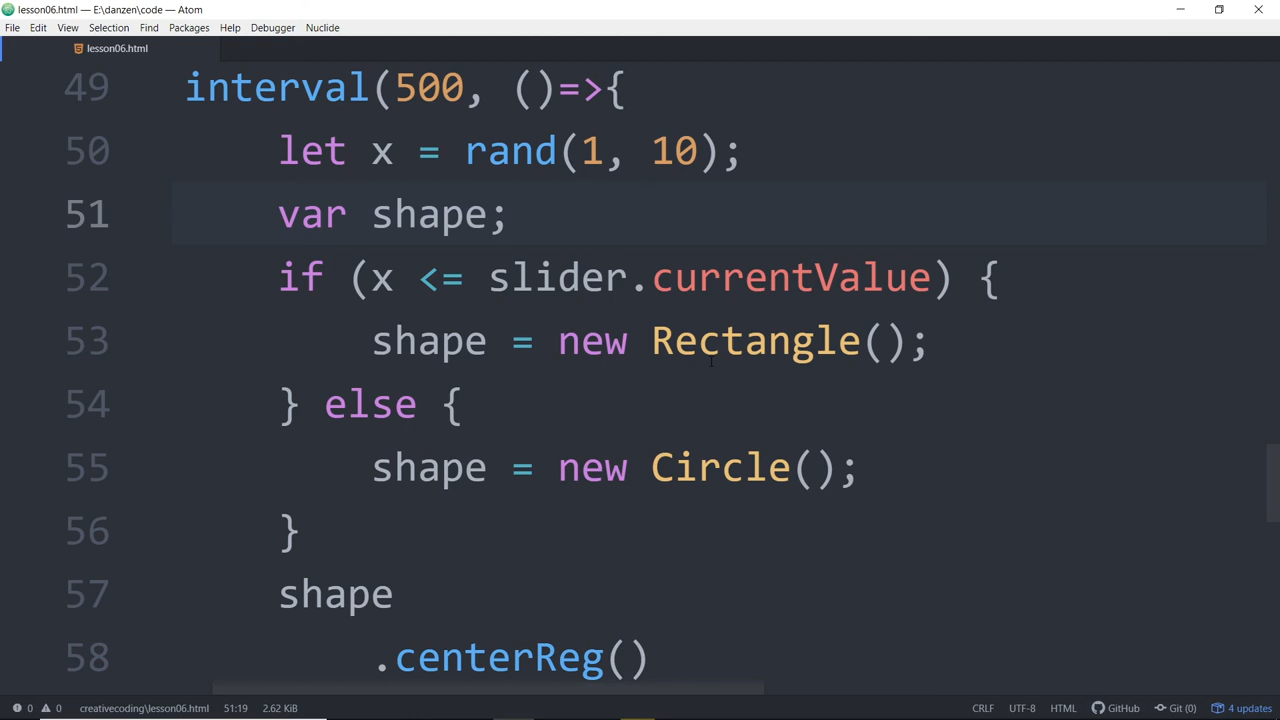 lesson06.html — E:\danzen\code — Atom
File Edit View Selection Find Packages Help Debugger Nuclide
lesson06.html
49 interval(500, ()=>{
50 let x = rand(1, 10);
51 var shape;
52 if (x <= slider.currentValue) {
53 shape = new Rectangle();
54 } else {
55 shape = new Circle();
56 }
57 shape
58 .centerReg()
0 0 creativecoding\lesson06.html 51:19 2.62 KiB CRLF UTF-8 HTML GitHub Git (0) 4 updates